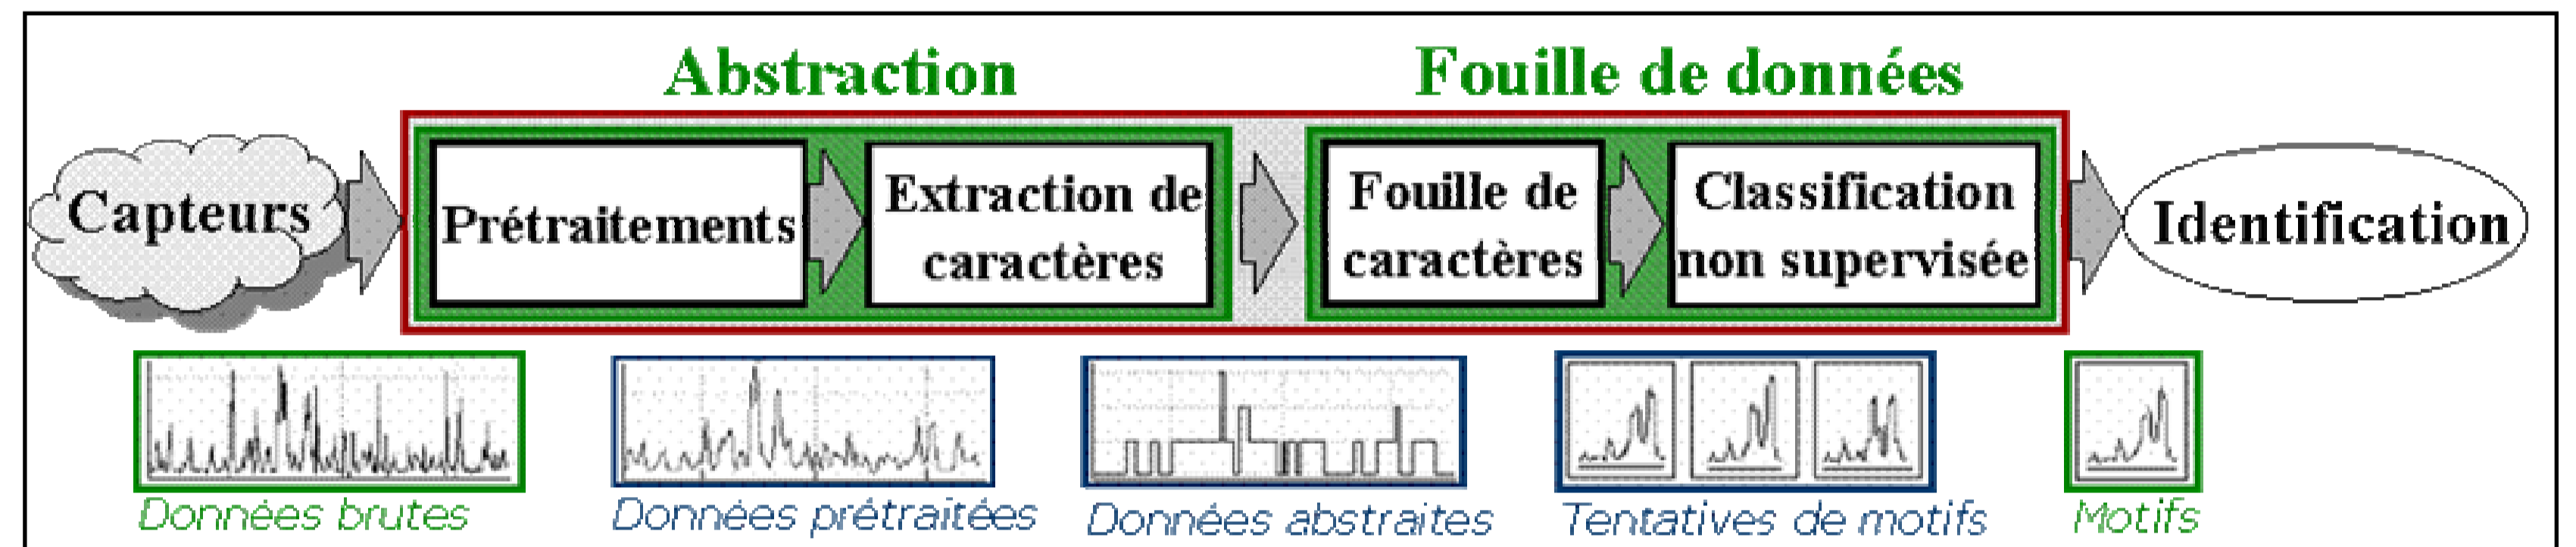 Abstraction
Fouille de données
Capteurs
Prétraitements
Extraction de
caractères
Fouille de
caractères
Classification
non supervisée
Identification
Données brutes
Données prétraitées
Données abstraites
Tentatives de motifs
Motifs